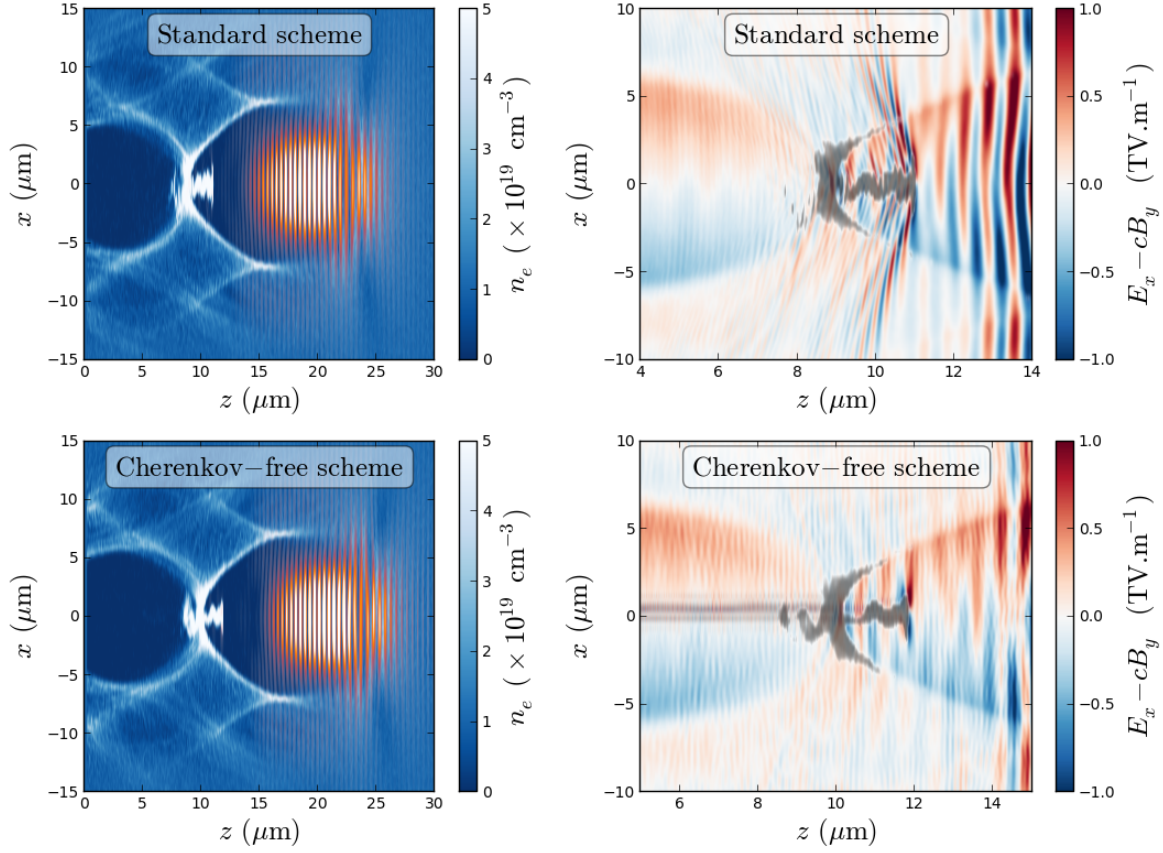 Standard scheme
15
10
5
0
−5
−10
−15
0 5 10 15 20 25 30
x (μm)
z (μm)
5
4
3
2
1
0
n_e (×10^19 cm^−3)
Standard scheme
10
5
0
−5
−10
4 6 8 10 12 14
x (μm)
z (μm)
1.0
0.5
0.0
−0.5
−1.0
E_x − cB_y (TV.m^−1)
Cherenkov−free scheme
15
10
5
0
−5
−10
−15
0 5 10 15 20 25 30
x (μm)
z (μm)
5
4
3
2
1
0
n_e (×10^19 cm^−3)
Cherenkov−free scheme
10
5
0
−5
−10
6 8 10 12 14
x (μm)
z (μm)
1.0
0.5
0.0
−0.5
−1.0
E_x − cB_y (TV.m^−1)